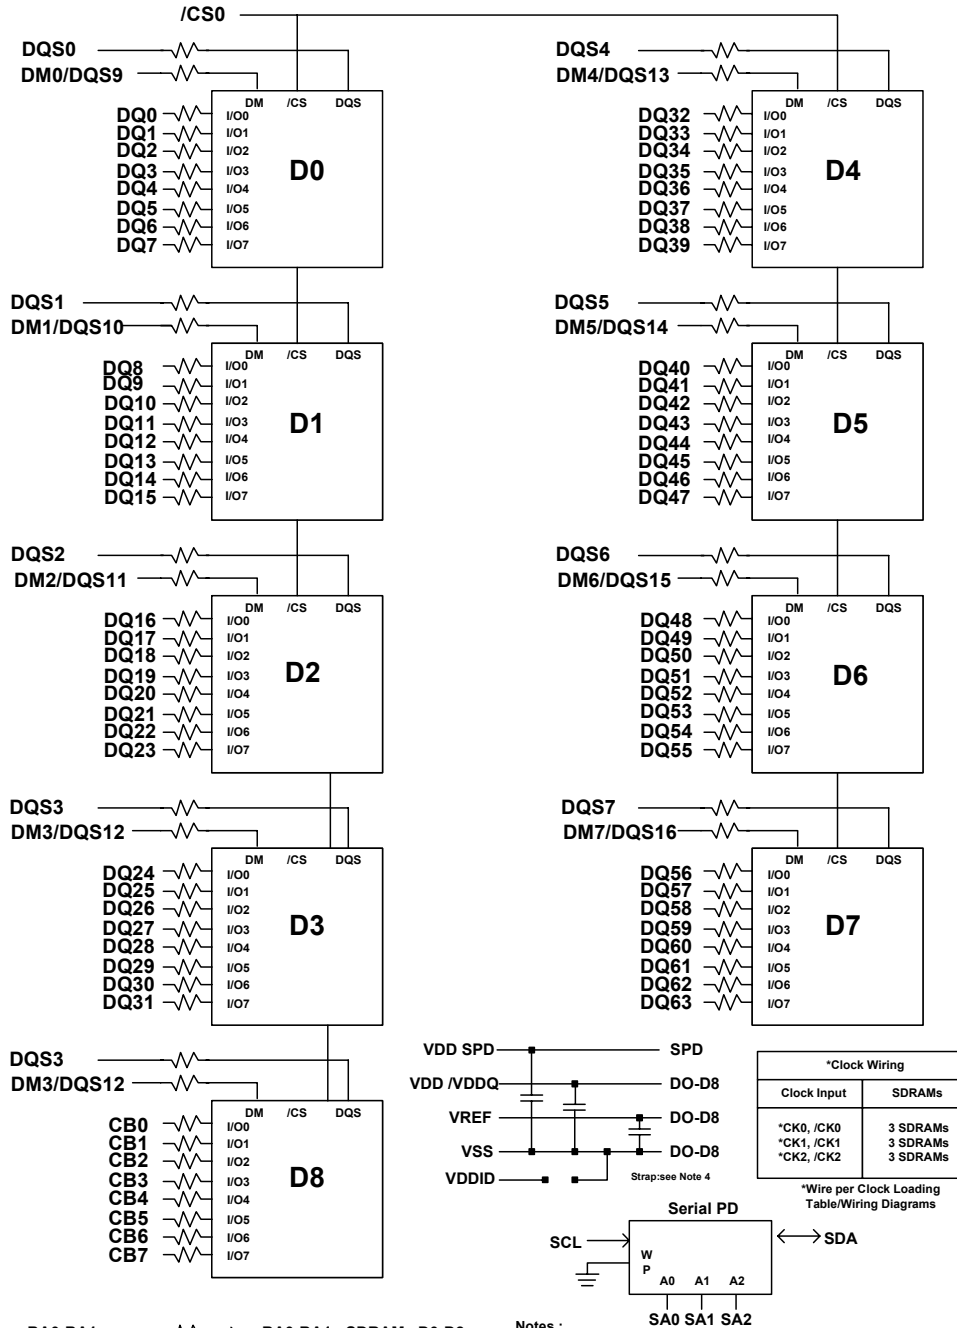 /CS0
DQS0
DM0/DQS9
DM /CS DQS
DQ0 I/O0
DQ1 I/O1
DQ2 I/O2
DQ3 I/O3
DQ4 I/O4
DQ5 I/O5
DQ6 I/O6
DQ7 I/O7
D0
DQS1
DM1/DQS10
DM /CS DQS
DQ8 I/O0
DQ9 I/O1
DQ10 I/O2
DQ11 I/O3
DQ12 I/O4
DQ13 I/O5
DQ14 I/O6
DQ15 I/O7
D1
DQS2
DM2/DQS11
DM /CS DQS
DQ16 I/O0
DQ17 I/O1
DQ18 I/O2
DQ19 I/O3
DQ20 I/O4
DQ21 I/O5
DQ22 I/O6
DQ23 I/O7
D2
DQS3
DM3/DQS12
DM /CS DQS
DQ24 I/O0
DQ25 I/O1
DQ26 I/O2
DQ27 I/O3
DQ28 I/O4
DQ29 I/O5
DQ30 I/O6
DQ31 I/O7
D3
DQS3
DM3/DQS12
DM /CS DQS
CB0 I/O0
CB1 I/O1
CB2 I/O2
CB3 I/O3
CB4 I/O4
CB5 I/O5
CB6 I/O6
CB7 I/O7
D8
DQS4
DM4/DQS13
DM /CS DQS
DQ32 I/O0
DQ33 I/O1
DQ34 I/O2
DQ35 I/O3
DQ36 I/O4
DQ37 I/O5
DQ38 I/O6
DQ39 I/O7
D4
DQS5
DM5/DQS14
DM /CS DQS
DQ40 I/O0
DQ41 I/O1
DQ42 I/O2
DQ43 I/O3
DQ44 I/O4
DQ45 I/O5
DQ46 I/O6
DQ47 I/O7
D5
DQS6
DM6/DQS15
DM /CS DQS
DQ48 I/O0
DQ49 I/O1
DQ50 I/O2
DQ51 I/O3
DQ52 I/O4
DQ53 I/O5
DQ54 I/O6
DQ55 I/O7
D6
DQS7
DM7/DQS16
DM /CS DQS
DQ56 I/O0
DQ57 I/O1
DQ58 I/O2
DQ59 I/O3
DQ60 I/O4
DQ61 I/O5
DQ62 I/O6
DQ63 I/O7
D7
VDD SPD SPD
VDD /VDDQ DO-D8
VREF DO-D8
VSS DO-D8
VDDID Strap:see Note 4
*Clock Wiring
Clock Input SDRAMs
*CK0, /CK0 3 SDRAMs
*CK1, /CK1 3 SDRAMs
*CK2, /CK2 3 SDRAMs
*Wire per Clock Loading
Table/Wiring Diagrams
Serial PD
SCL SDA
W
P
A0 A1 A2
SA0 SA1 SA2
Notes :